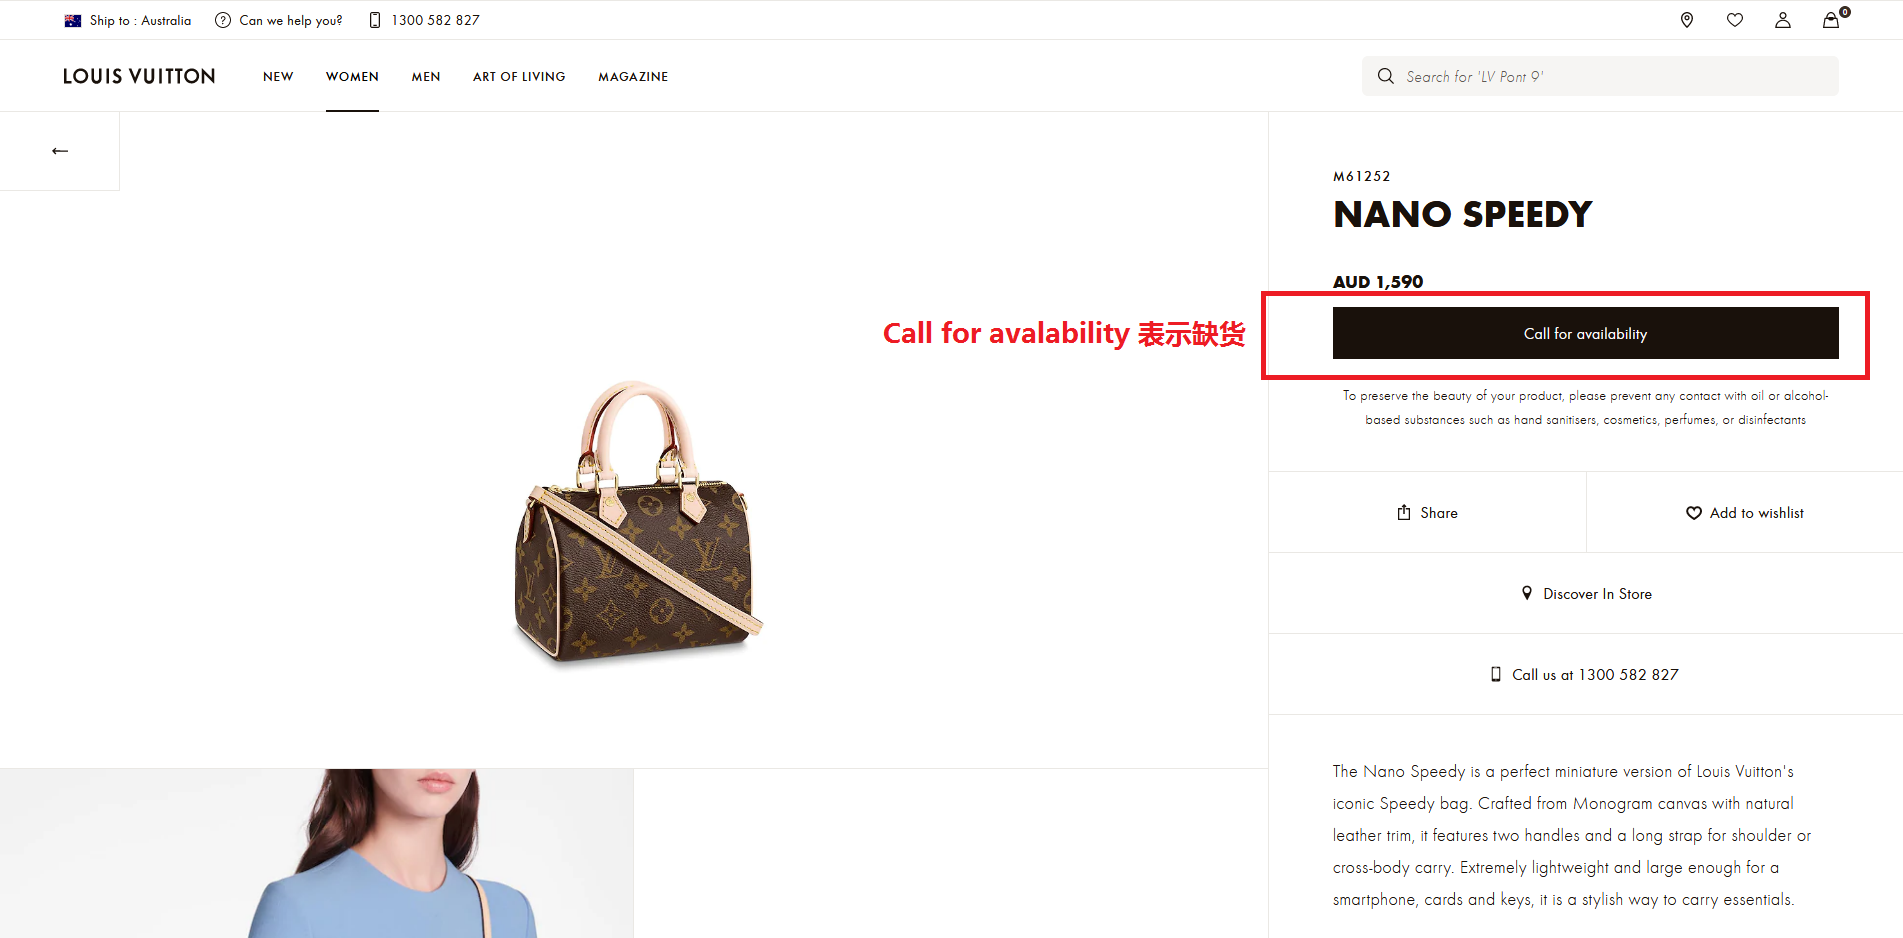 Ship to : Australia
Can we help you?
1300 582 827
0
LOUIS VUITTON
NEW
WOMEN
MEN
ART OF LIVING
MAGAZINE
Search for 'LV Pont 9'
M61252
NANO SPEEDY
AUD 1,590
Call for avalability 表示缺货
Call for availability
To preserve the beauty of your product, please prevent any contact with oil or alcohol-
based substances such as hand sanitisers, cosmetics, perfumes, or disinfectants
Share
Add to wishlist
Discover In Store
Call us at 1300 582 827
The Nano Speedy is a perfect miniature version of Louis Vuitton's
iconic Speedy bag. Crafted from Monogram canvas with natural
leather trim, it features two handles and a long strap for shoulder or
cross-body carry. Extremely lightweight and large enough for a
smartphone, cards and keys, it is a stylish way to carry essentials.